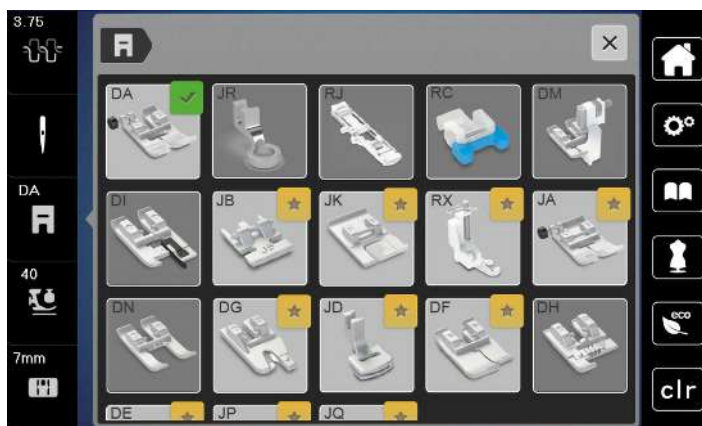 3.75
DA JR RJ RC DM
DA
DI JB JK RX JA
40
DN DG JD DF DH
eco
7mm
clr
DE JP JQ